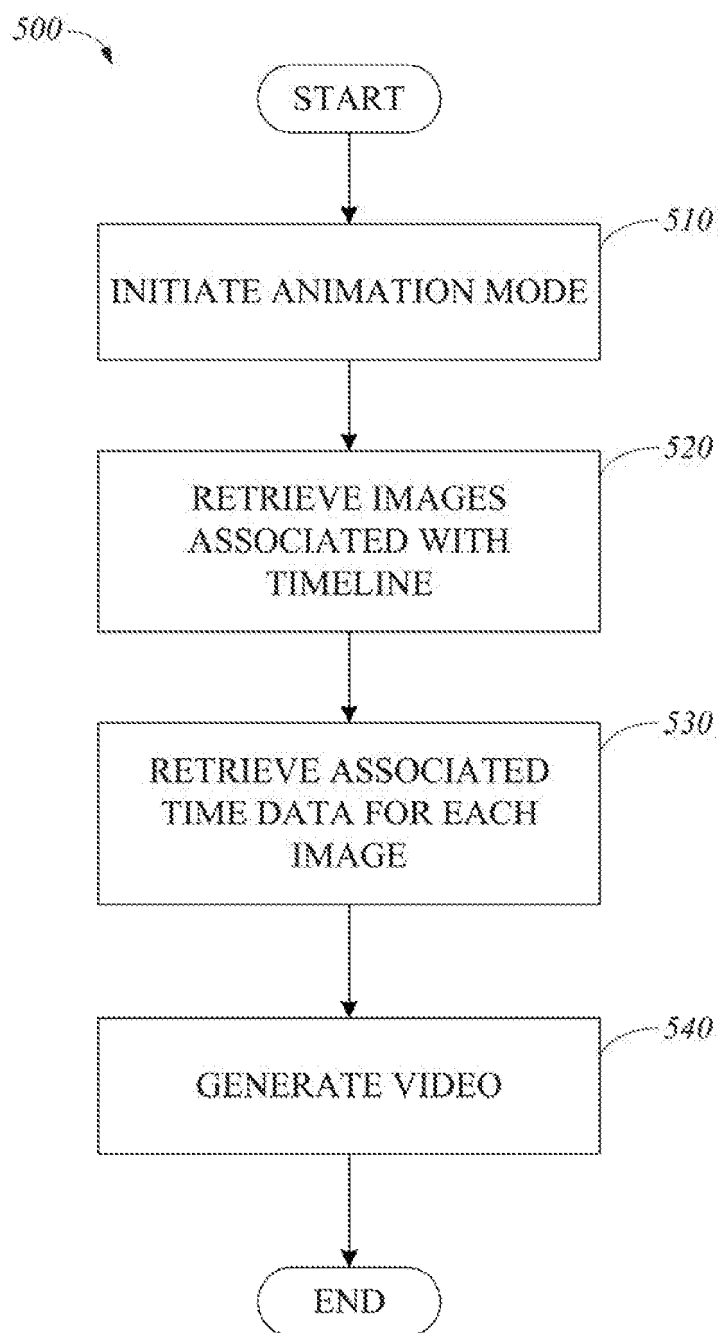 500
START
510
INITIATE ANIMATION MODE
520
RETRIEVE IMAGES
ASSOCIATED WITH
TIMELINE
530
RETRIEVE ASSOCIATED
TIME DATA FOR EACH
IMAGE
540
GENERATE VIDEO
END